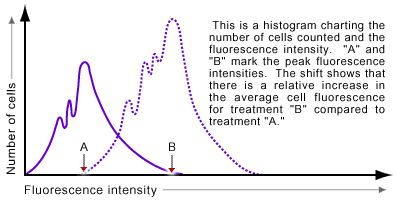 This is a histogram charting the
number of cells counted and the
fluorescence intensity. "A" and
"B" mark the peak fluorescence
intensities. The shift shows that
there is a relative increase in
the average cell fluorescence
for treatment "B" compared to
treatment "A."
Number of cells
A
B
Fluorescence intensity